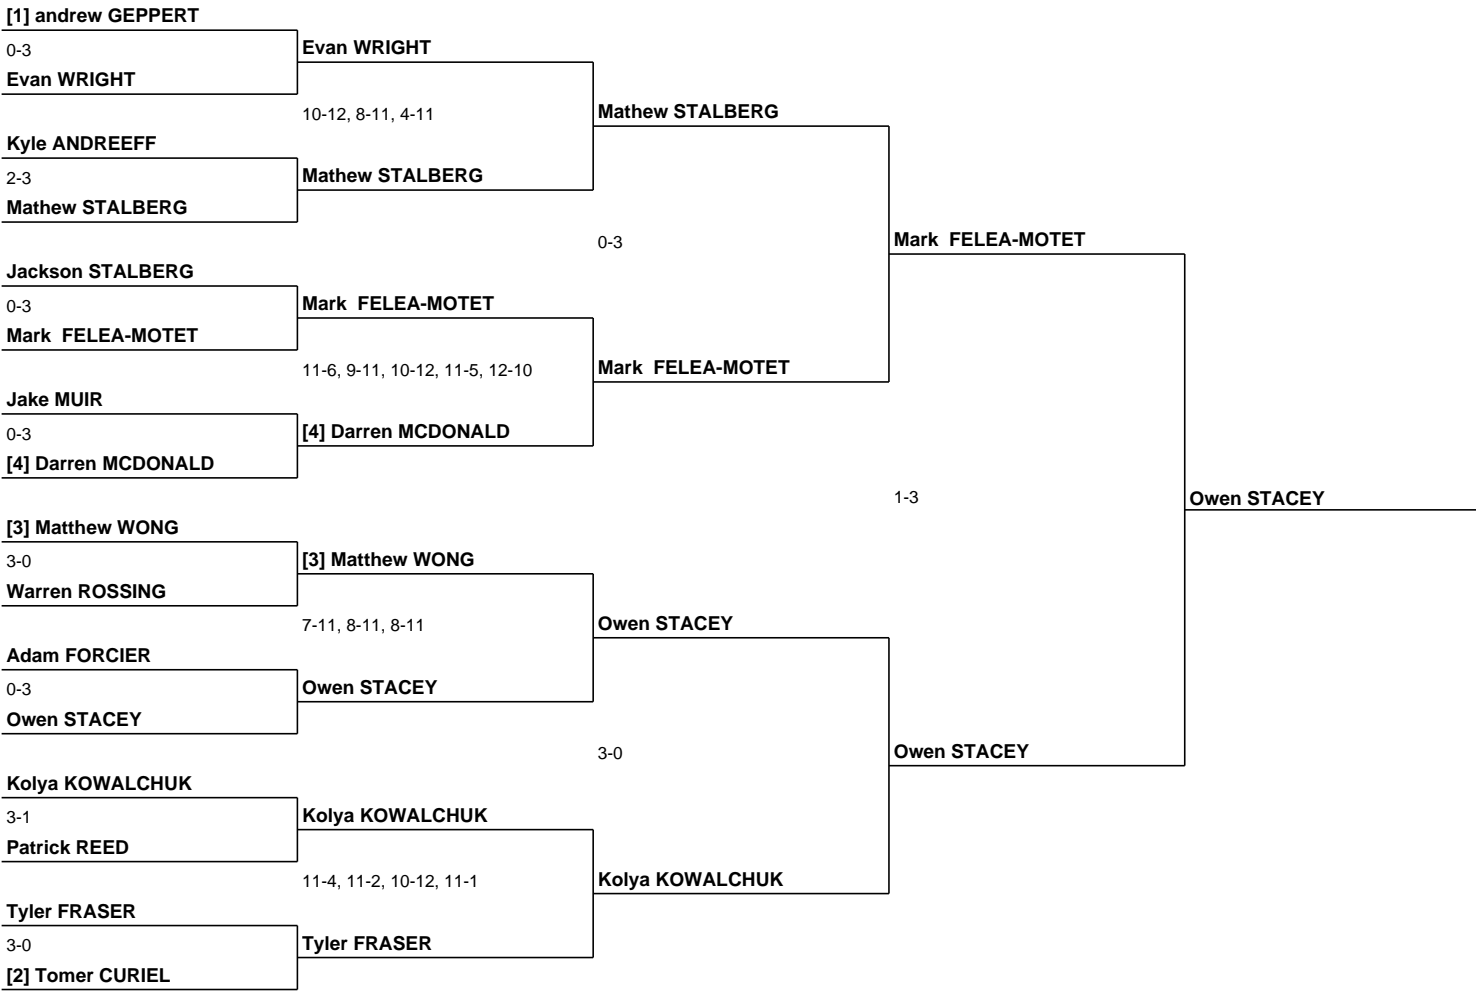 [1] andrew GEPPERT
0-3
Evan WRIGHT
Kyle ANDREEFF
2-3
Mathew STALBERG
Jackson STALBERG
0-3
Mark  FELEA-MOTET
Jake MUIR
0-3
[4] Darren MCDONALD
[3] Matthew WONG
3-0
Warren ROSSING
Adam FORCIER
0-3
Owen STACEY
Kolya KOWALCHUK
3-1
Patrick REED
Tyler FRASER
3-0
[2] Tomer CURIEL
Evan WRIGHT
10-12, 8-11, 4-11
Mathew STALBERG
Mark  FELEA-MOTET
11-6, 9-11, 10-12, 11-5, 12-10
[4] Darren MCDONALD
[3] Matthew WONG
7-11, 8-11, 8-11
Owen STACEY
Kolya KOWALCHUK
11-4, 11-2, 10-12, 11-1
Tyler FRASER
Mathew STALBERG
0-3
Mark  FELEA-MOTET
Owen STACEY
3-0
Kolya KOWALCHUK
Mark  FELEA-MOTET
1-3
Owen STACEY
Owen STACEY